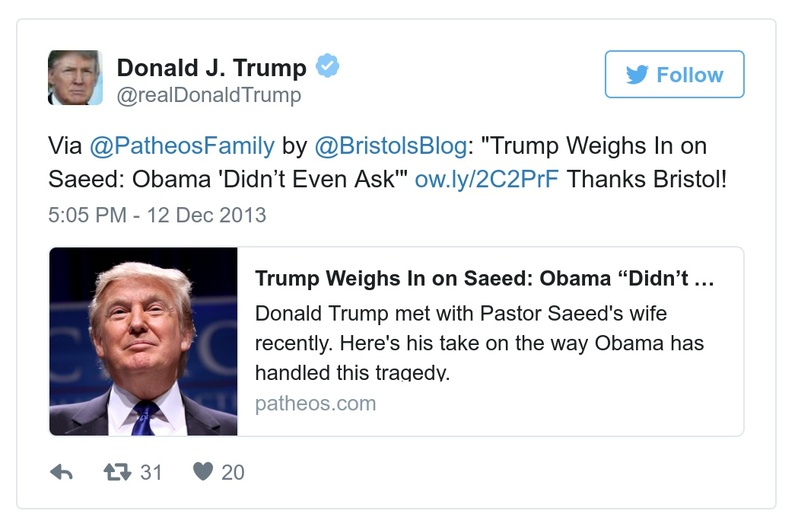 Donald J. Trump
@realDonaldTrump
Follow
Via @PatheosFamily by @BristolsBlog: "Trump Weighs In on
Saeed: Obama 'Didn’t Even Ask'" ow.ly/2C2PrF Thanks Bristol!
5:05 PM - 12 Dec 2013
Trump Weighs In on Saeed: Obama “Didn’t ...
Donald Trump met with Pastor Saeed's wife
recently. Here's his take on the way Obama has
handled this tragedy.
patheos.com
31
20